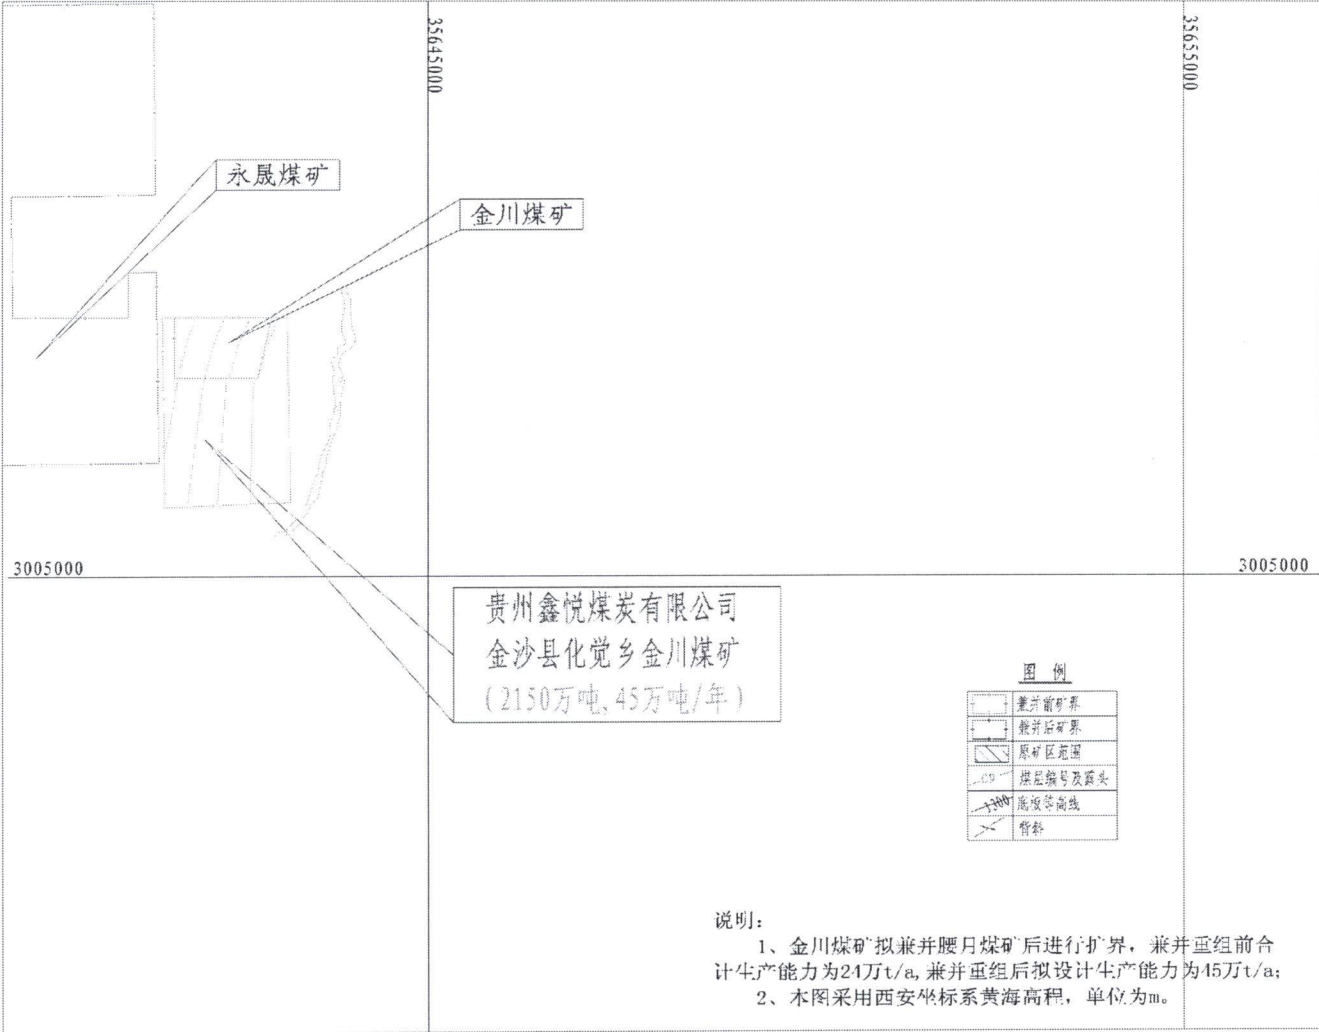 35645000
35655000
永晟煤矿
金川煤矿
3005000
3005000
贵州鑫悦煤炭有限公司
金沙县化觉乡金川煤矿
(2150万吨、45万吨/年)
图 例
兼并前矿界
兼并后矿界
原矿区范围
C9
煤层编号及露头
1300
底板等高线
背斜
说明：
1、金川煤矿拟兼并腰月煤矿后进行扩界，兼并重组前合
计生产能力为24万t/a,兼并重组后拟设计生产能力为45万t/a;
2、本图采用西安坐标系黄海高程，单位为m。